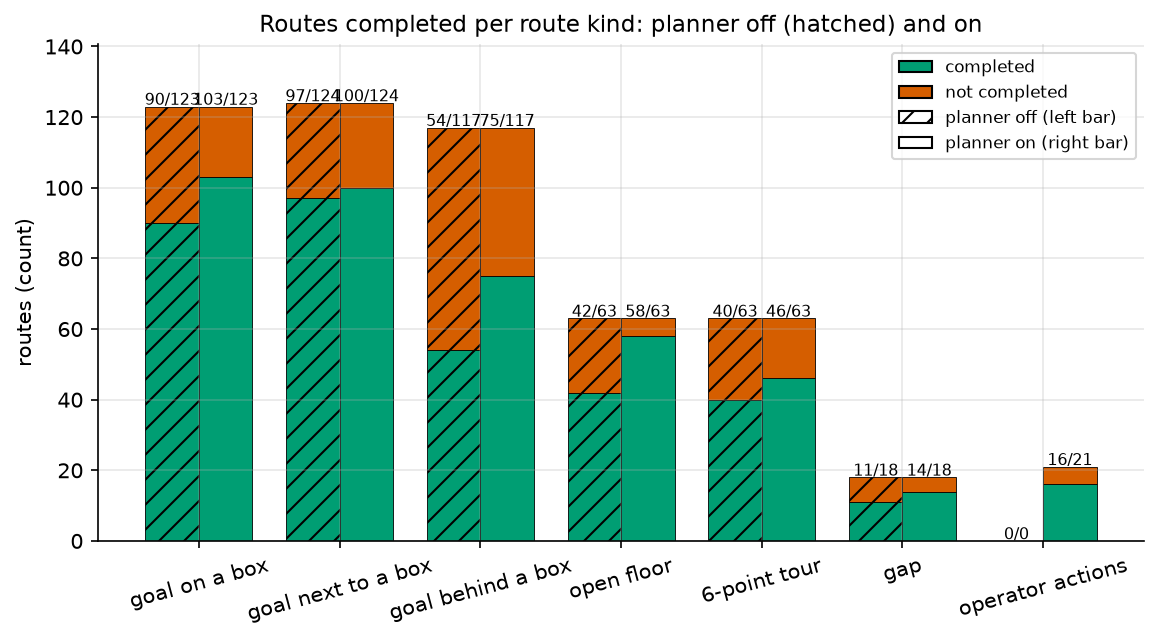 Routes completed per route kind: planner off (hatched) and on
routes (count)
140
120
100
80
60
40
20
0
completed
not completed
planner off (left bar)
planner on (right bar)
90/123
103/123
97/124
100/124
54/117
75/117
42/63
58/63
40/63
46/63
11/18
14/18
0/0
16/21
goal on a box
goal next to a box
goal behind a box
open floor
6-point tour
gap
operator actions